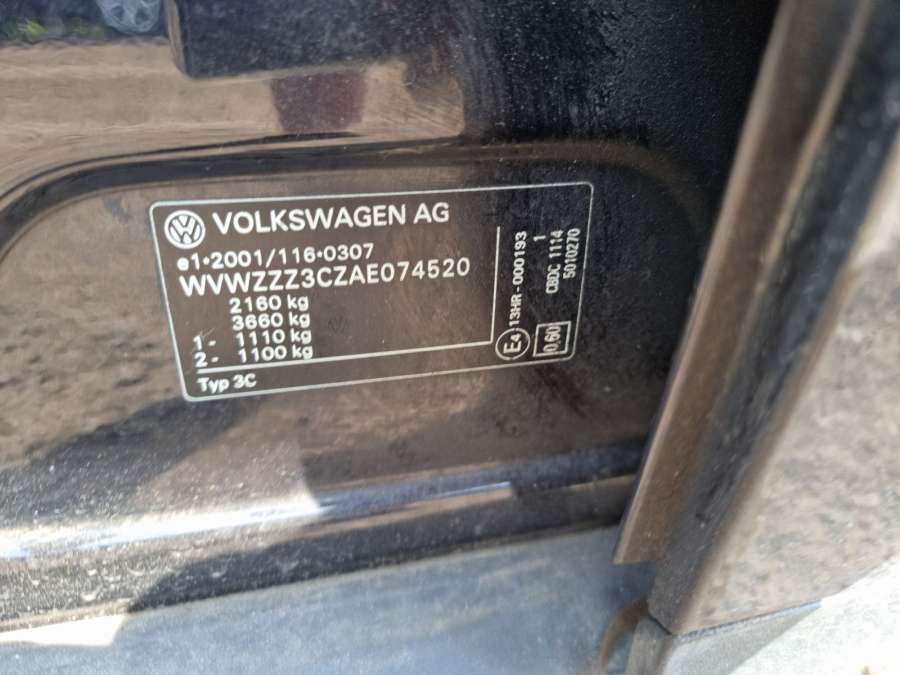 VOLKSWAGEN AG
e1*2001/116*0307
WVWZZZ3CZAE074520
2160 kg
3660 kg
1- 1110 kg
2- 1100 kg
Typ 3C
E4 13HR-000193
1
CBDC 1114
5010270
0.60